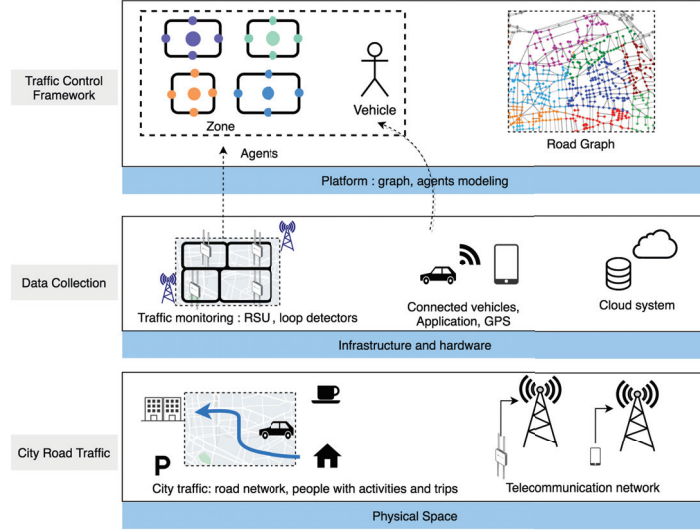 Traffic Control
Framework
Zone
Vehicle
Agents
Road Graph
Platform : graph, agents modeling
Data Collection
Traffic monitoring : RSU , loop detectors
Connected vehicles,
Application, GPS
Cloud system
Infrastructure and hardware
City Road Traffic
P
City traffic: road network, people with activities and trips
Telecommunication network
Physical Space